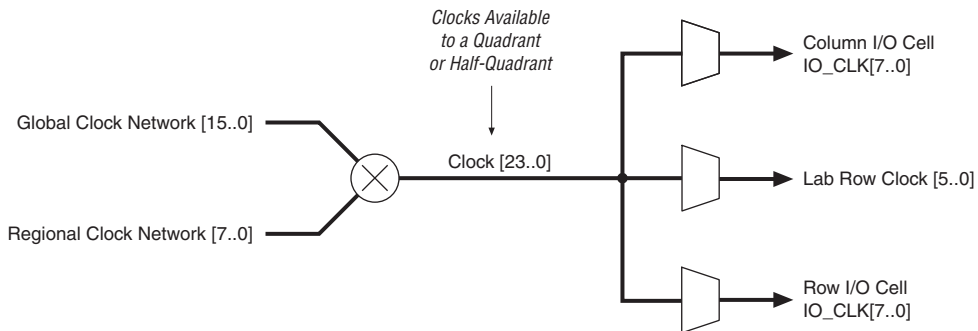 Clocks Available
to a Quadrant
or Half-Quadrant
Column I/O Cell
IO_CLK[7..0]
Global Clock Network [15..0]
Clock [23..0]
Lab Row Clock [5..0]
Regional Clock Network [7..0]
Row I/O Cell
IO_CLK[7..0]